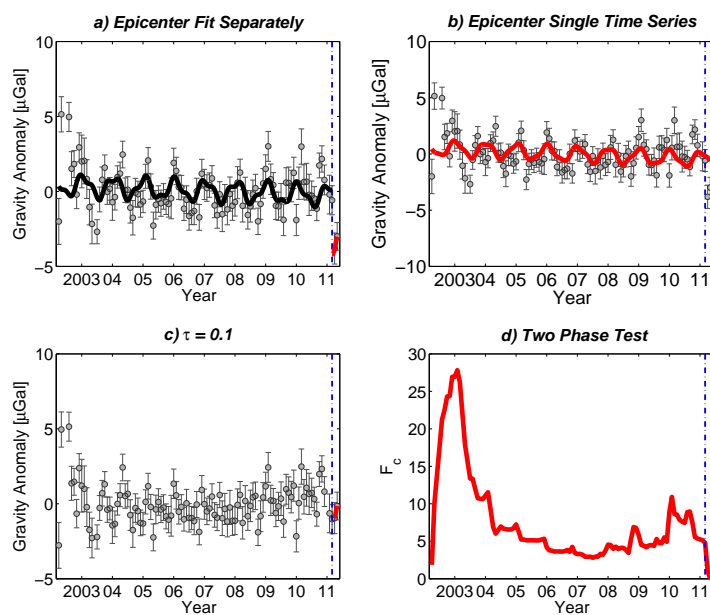 a) Epicenter Fit Separately
10
5
0
−5
Gravity Anomaly [μGal]
2003 04 05 06 07 08 09 10 11
Year
b) Epicenter Single Time Series
10
5
0
−5
−10
Gravity Anomaly [μGal]
2003 04 05 06 07 08 09 10 11
Year
c) τ = 0.1
10
5
0
−5
Gravity Anomaly [μGal]
2003 04 05 06 07 08 09 10 11
Year
d) Two Phase Test
30
25
20
15
10
5
0
F_c
2003 04 05 06 07 08 09 10 11
Year